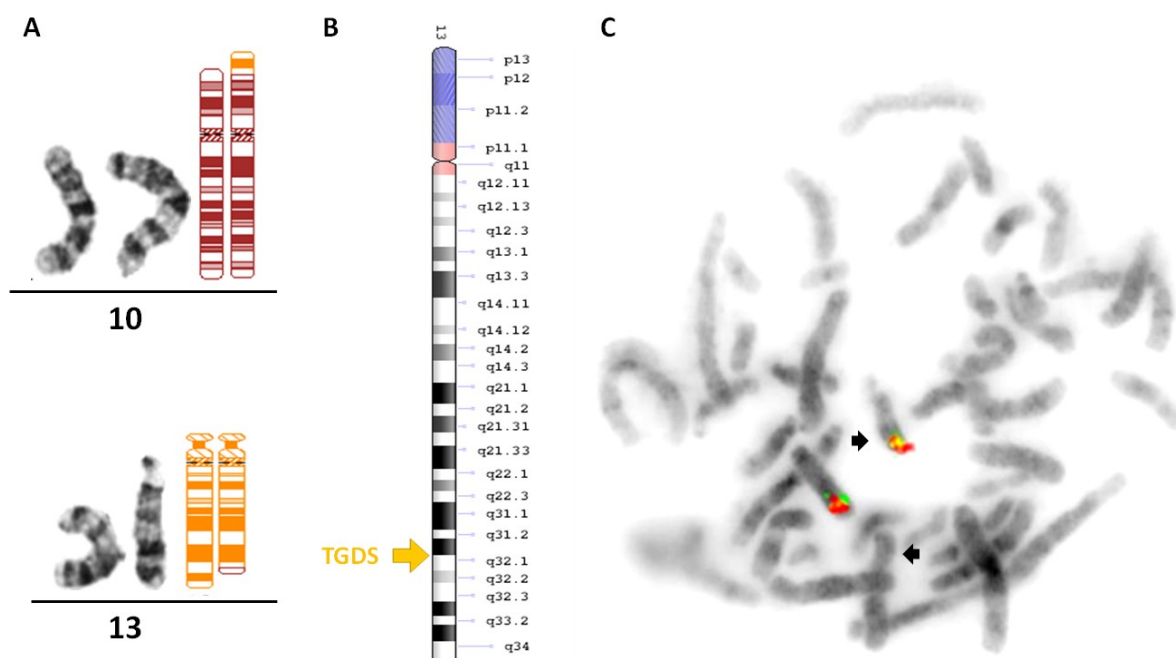 A
10
13
B
13
p13
p12
p11.2
p11.1
q11
q12.11
q12.13
q12.3
q13.1
q13.3
q14.11
q14.12
q14.2
q14.3
q21.1
q21.2
q21.31
q21.33
q22.1
q22.3
q31.1
q31.2
TGDS
q32.1
q32.2
q32.3
q33.2
q34
C